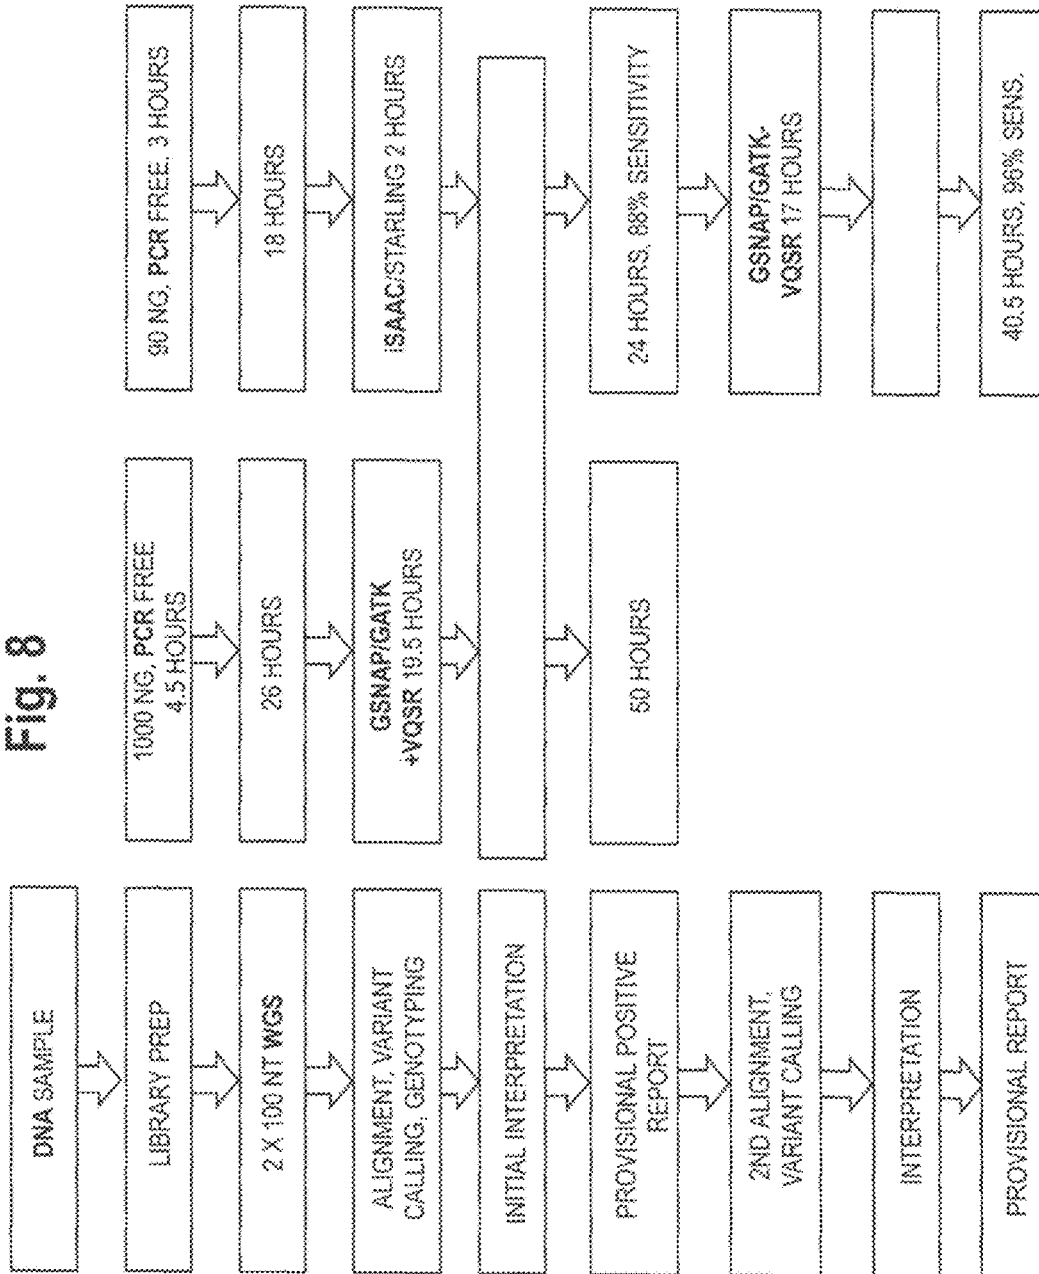 Fig. 8
DNA SAMPLE
LIBRARY PREP
2 X 100 NT WGS
ALIGNMENT, VARIANT
CALLING, GENOTYPING
INITIAL INTERPRETATION
PROVISIONAL POSITIVE
REPORT
2ND ALIGNMENT,
VARIANT CALLING
INTERPRETATION
PROVISIONAL REPORT
1000 NG, PCR FREE,
4.5 HOURS
26 HOURS
GSNAP/GATK
+VQSR 19.5 HOURS
50 HOURS
90 NG, PCR FREE, 3 HOURS
18 HOURS
ISAAC/STARLING 2 HOURS
24 HOURS, 88% SENSITIVITY
GSNAP/GATK-
VQSR 17 HOURS
40.5 HOURS, 96% SENS.